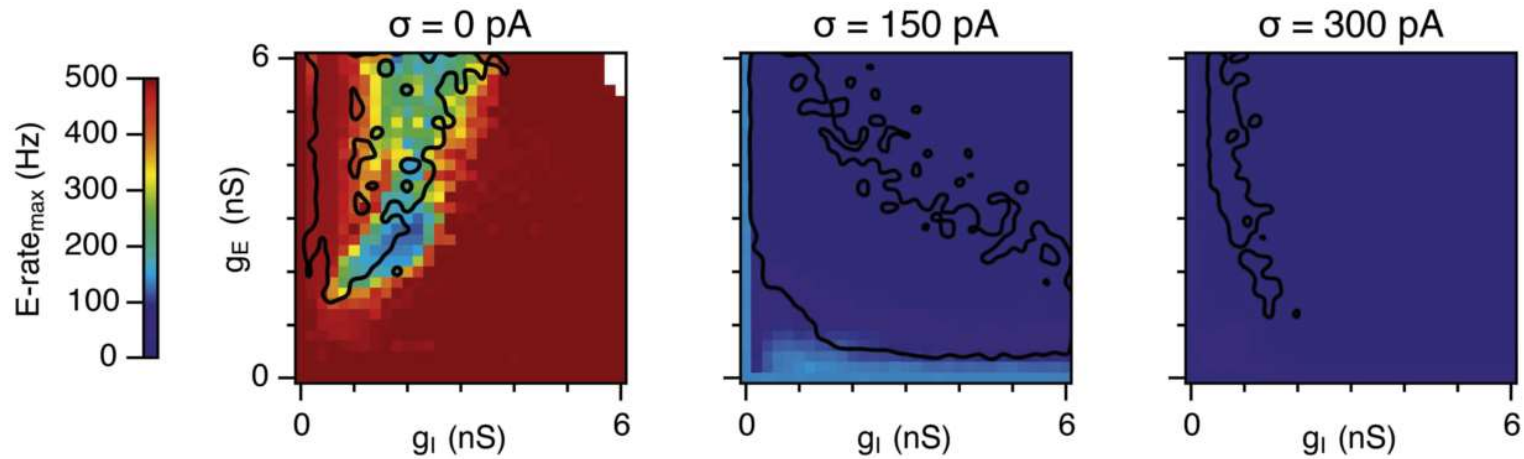 σ = 0 pA
σ = 150 pA
σ = 300 pA
E-rate_max (Hz)
500
400
300
200
100
0
g_E (nS)
6
0
0
6
g_I (nS)
0
6
g_I (nS)
0
6
g_I (nS)